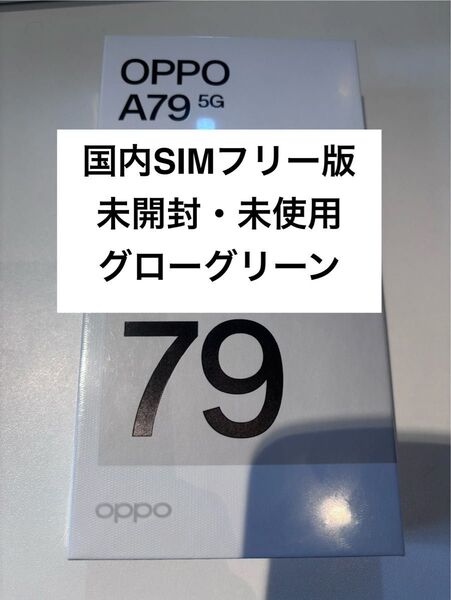 OPPO
A79 5G
国内SIMフリー版
未開封・未使用
グローグリーン
79
oppo